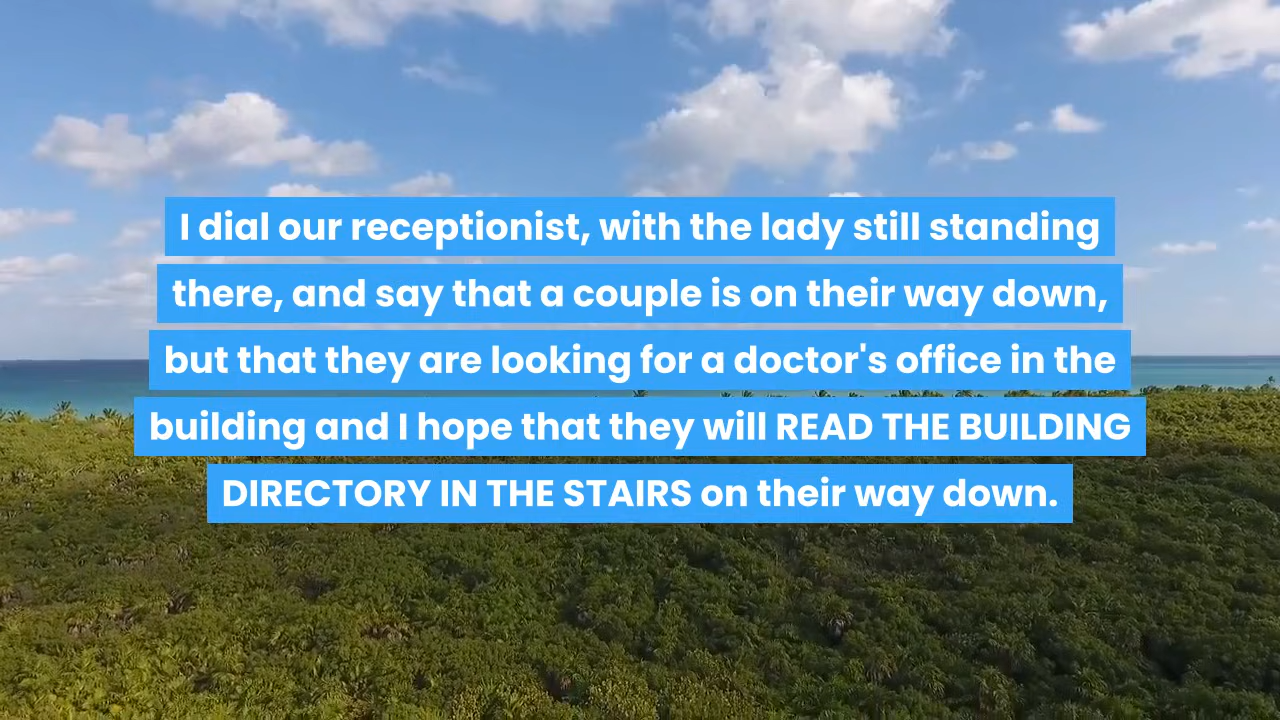 I dial our receptionist, with the lady still standing
there, and say that a couple is on their way down,
but that they are looking for a doctor's office in the
building and I hope that they will READ THE BUILDING
DIRECTORY IN THE STAIRS on their way down.